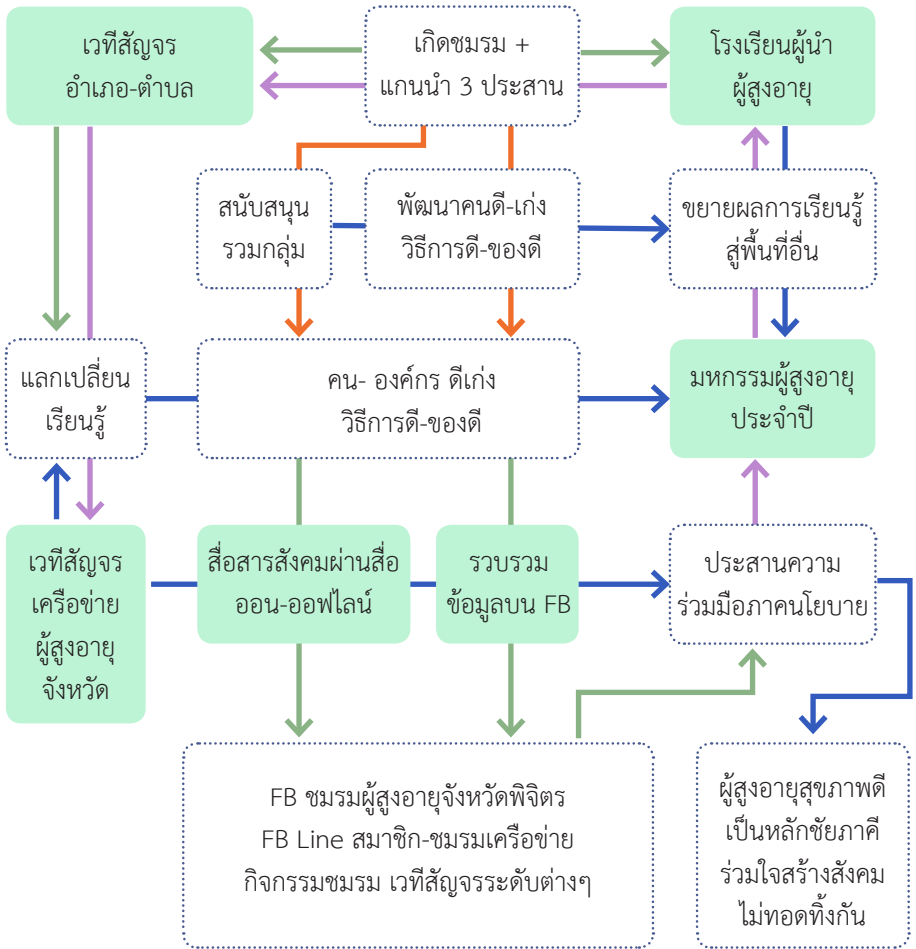 เวทีสัญจร
อำเภอ-ตำบล
เกิดชมรม +
แกนนำ 3 ประสาน
โรงเรียนผู้นำ
ผู้สูงอายุ
สนับสนุน
รวมกลุ่ม
พัฒนาคนดี-เก่ง
วิธีการดี-ของดี
ขยายผลการเรียนรู้
สู่พื้นที่อื่น
แลกเปลี่ยน
เรียนรู้
คน- องค์กร ดีเก่ง
วิธีการดี-ของดี
มหกรรมผู้สูงอายุ
ประจำปี
เวทีสัญจร
เครือข่าย
ผู้สูงอายุ
จังหวัด
สื่อสารสังคมผ่านสื่อ
ออน-ออฟไลน์
รวบรวม
ข้อมูลบน FB
ประสานความ
ร่วมมือภาคนโยบาย
FB ชมรมผู้สูงอายุจังหวัดพิจิตร
FB Line สมาชิก-ชมรมเครือข่าย
กิจกรรมชมรม เวทีสัญจรระดับต่างๆ
ผู้สูงอายุสุขภาพดี
เป็นหลักชัยภาคี
ร่วมใจสร้างสังคม
ไม่ทอดทิ้งกัน